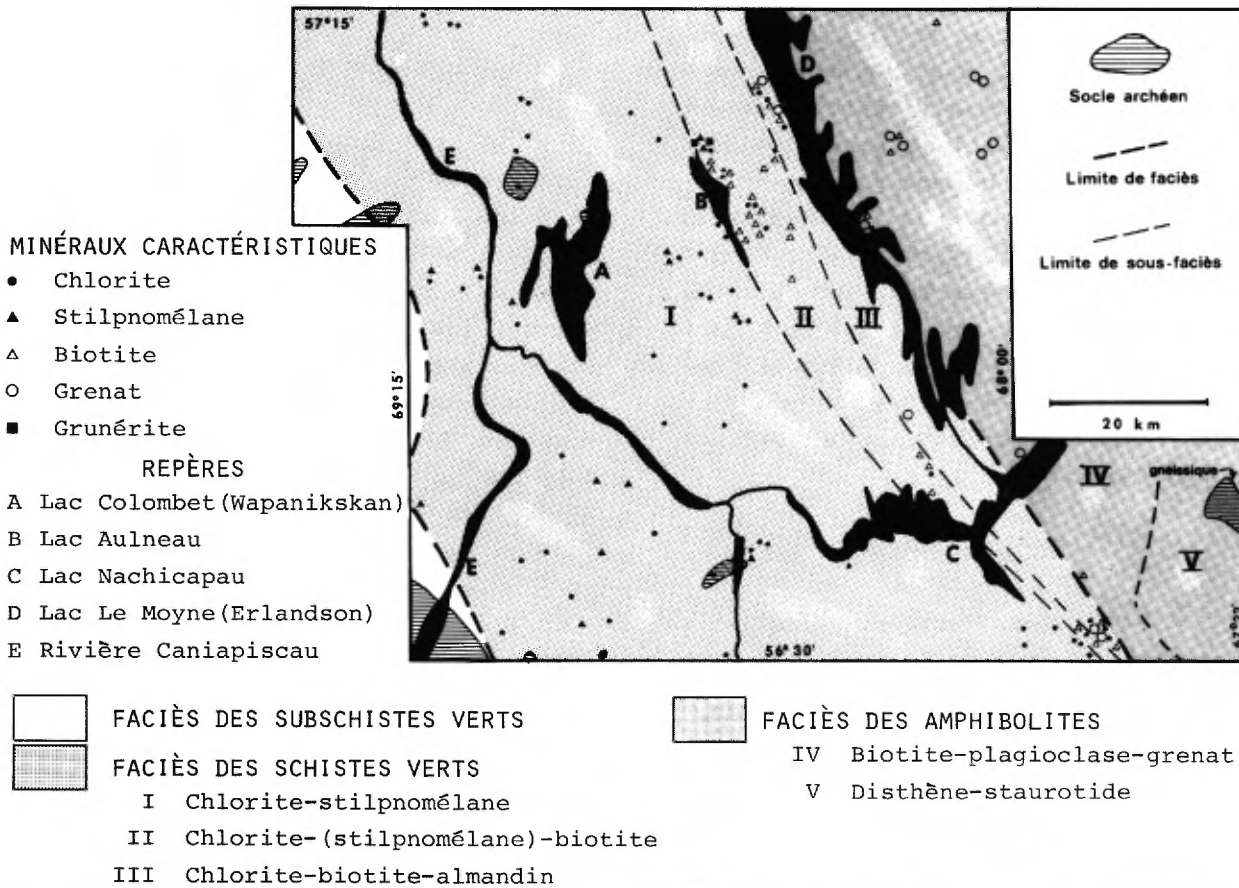 57°15'
D
E
B
A
I
II
III
69°15'
68°00'
E
C
IV
gneissique
V
56°30'
67°22'
Socle archéen
Limite de faciès
Limite de sous-faciès
20 km
MINÉRAUX CARACTÉRISTIQUES
Chlorite
Stilpnomélane
Biotite
Grenat
Grunérite
REPÈRES
A Lac Colombet (Wapanikskan)
B Lac Aulneau
C Lac Nachicapau
D Lac Le Moyne (Erlandson)
E Rivière Caniapiscau
FACIÈS DES SUBSCHISTES VERTS
FACIÈS DES SCHISTES VERTS
I Chlorite-stilpnomélane
II Chlorite-(stilpnomélane)-biotite
III Chlorite-biotite-almandin
FACIÈS DES AMPHIBOLITES
IV Biotite-plagioclase-grenat
V Disthène-staurotide